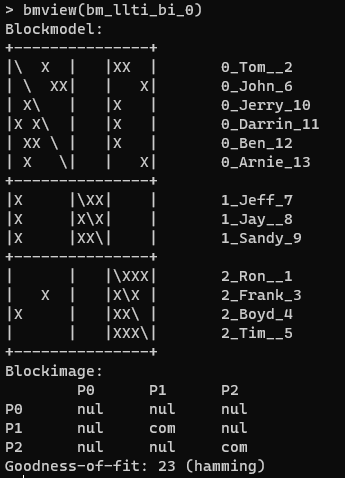 > bmview(bm_llti_bi_0)
Blockmodel:
+---------------+
|\  X  |   |XX  |       0_Tom__2
| \  XX|   |   X|       0_John_6
| X\   |   |X   |       0_Jerry_10
|X X\  |   |X   |       0_Darrin_11
| XX \ |   |X   |       0_Ben_12
| X   \|   |   X|       0_Arnie_13
+---------------+
|X     |\XX|    |       1_Jeff_7
|X     |X\X|    |       1_Jay__8
|X     |XX\|    |       1_Sandy_9
+---------------+
|      |   |\XXX|       2_Ron__1
|   X  |   |X\X |       2_Frank_3
|X     |   |XX\ |       2_Boyd_4
|      |   |XXX\|       2_Tim__5
+---------------+
Blockimage:
        P0      P1      P2
P0      nul     nul     nul
P1      nul     com     nul
P2      nul     nul     com
Goodness-of-fit: 23 (hamming)